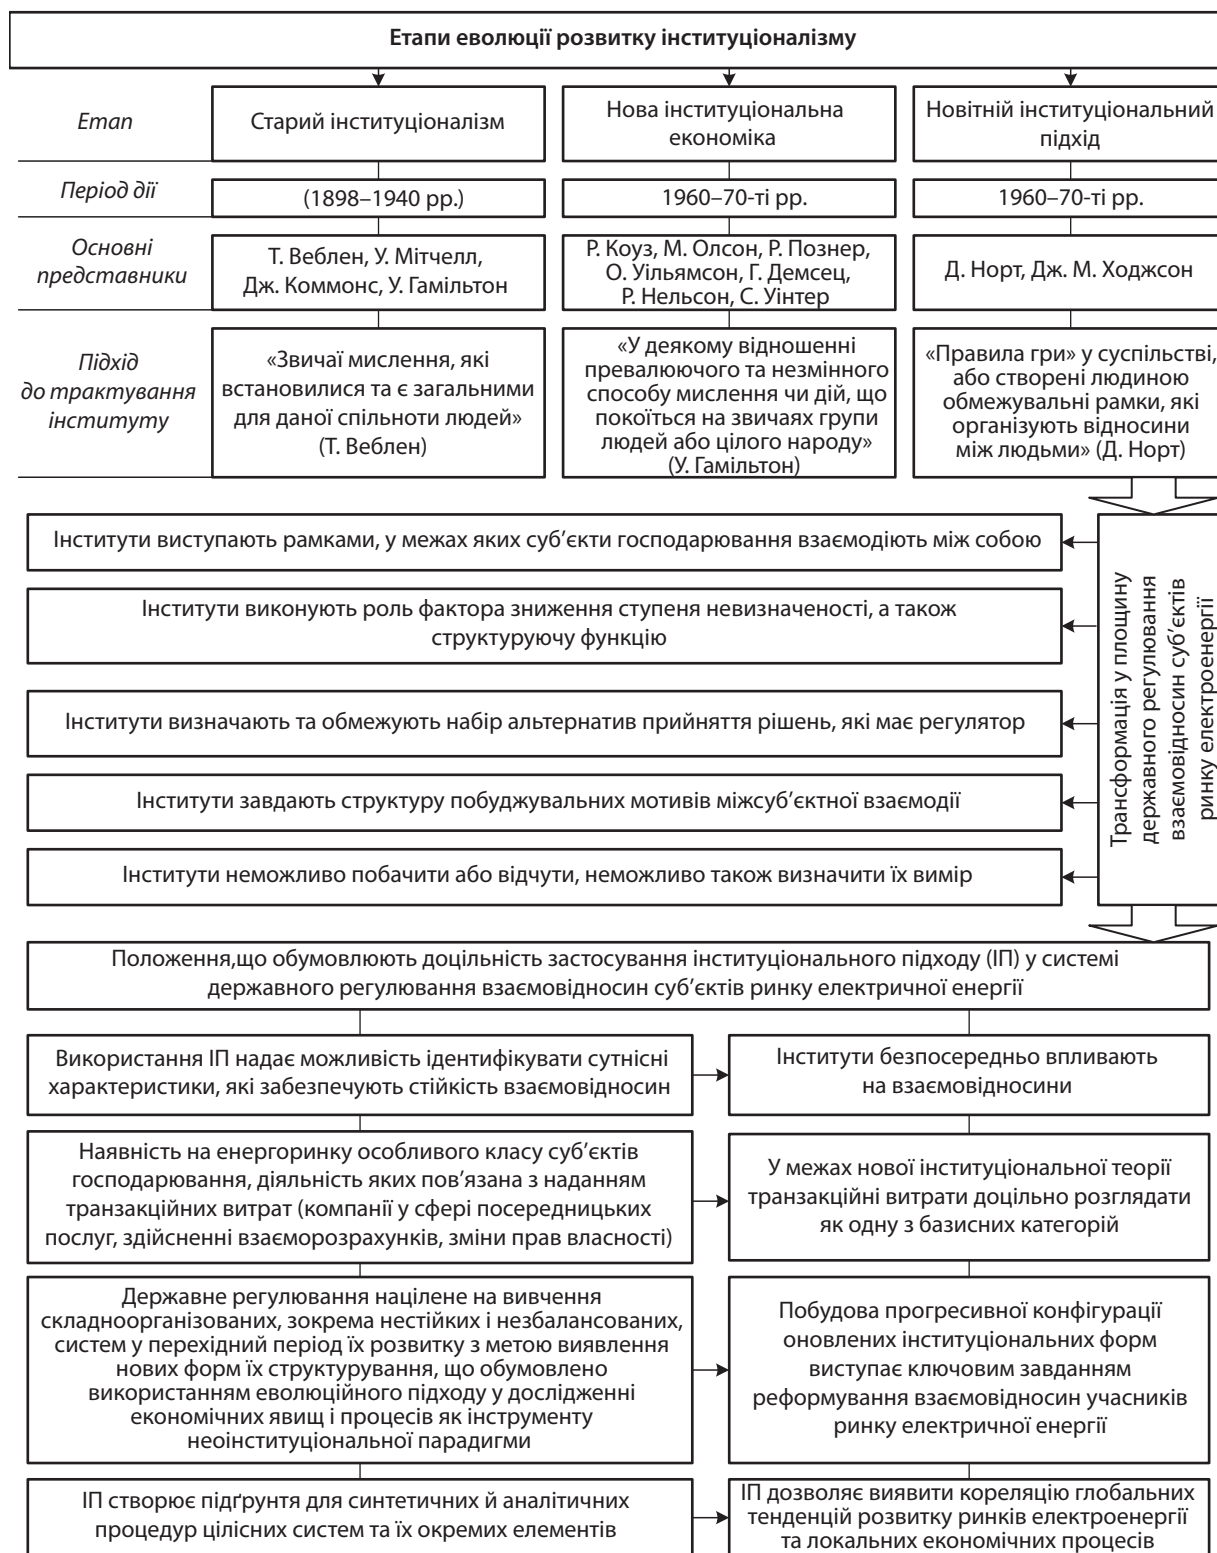 Етапи еволюції розвитку інституціоналізму
Етап
Старий інституціоналізм
Нова інституціональна
економіка
Новітній інституціональний
підхід
Період дії
(1898–1940 рр.)
1960–70-ті рр.
1960–70-ті рр.
Основні
представники
Т. Веблен, У. Мітчелл,
Дж. Коммонс, У. Гамільтон
Р. Коуз, М. Олсон, Р. Познер,
О. Уільямсон, Г. Демсец,
Р. Нельсон, С. Уінтер
Д. Норт, Дж. М. Ходжсон
Підхід
до трактування
інституту
«Звичаї мислення, які
встановилися та є загальними
для даної спільноти людей»
(Т. Веблен)
«У деякому відношенні
превалюючого та незмінного
способу мислення чи дій, що
покоїться на звичаях групи
людей або цілого народу»
(У. Гамільтон)
«Правила гри» у суспільстві,
або створені людиною
обмежувальні рамки, які
організують відносини
між людьми» (Д. Норт)
Інститути виступають рамками, у межах яких суб’єкти господарювання взаємодіють між собою
Інститути виконують роль фактора зниження ступеня невизначеності, а також
структуруючу функцію
Інститути визначають та обмежують набір альтернатив прийняття рішень, які має регулятор
Інститути завдають структуру побуджувальних мотивів міжсуб’єктної взаємодії
Інститути неможливо побачити або відчути, неможливо також визначити їх вимір
Трансформація у площину
державного регулювання
взаємовідносин суб’єктів
ринку електроенергії
Положення,що обумовлюють доцільність застосування інституціонального підходу (ІП) у системі
державного регулювання взаємовідносин суб’єктів ринку електричної енергії
Використання ІП надає можливість ідентифікувати сутнісні
характеристики, які забезпечують стійкість взаємовідносин
Інститути безпосередньо впливають
на взаємовідносини
Наявність на енергоринку особливого класу суб’єктів
господарювання, діяльність яких пов’язана з наданням
транзакційних витрат (компанії у сфері посередницьких
послуг, здійсненні взаєморозрахунків, зміни прав власності)
У межах нової інституціональної теорії
транзакційні витрати доцільно розглядати
як одну з базисних категорій
Державне регулювання націлене на вивчення
складноорганізованих, зокрема нестійких і незбалансованих,
систем у перехідний період їх розвитку з метою виявлення
нових форм їх структурування, що обумовлено
використанням еволюційного підходу у дослідженні
економічних явищ і процесів як інструменту
неоінституціональної парадигми
Побудова прогресивної конфігурації
оновлених інституціональних форм
виступає ключовим завданням
реформування взаємовідносин учасників
ринку електричної енергії
ІП створює підґрунтя для синтетичних й аналітичних
процедур цілісних систем та їх окремих елементів
ІП дозволяє виявити кореляцію глобальних
тенденцій розвитку ринків електроенергії
та локальних економічних процесів